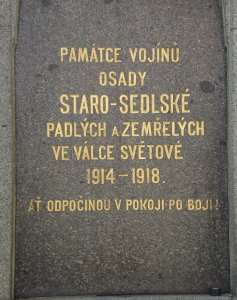 PAMÁTCE VOJÍNŮ
OSADY
STARO-SEDLSKÉ
PADLÝCH A ZEMŘELÝCH
VE VÁLCE SVĚTOVÉ
1914 – 1918.
AŤ ODPOČINOU V POKOJI PO BOJI!